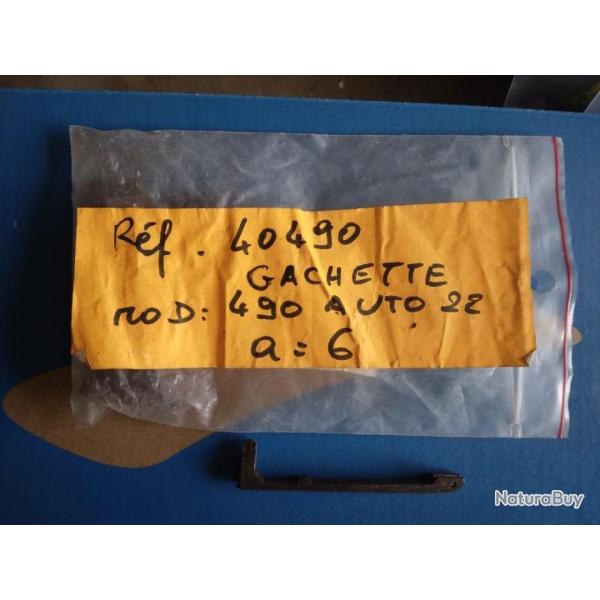 Réf. 40490
GACHETTE
MOD: 490 AUTO 22
a = 6
NaturaBuy